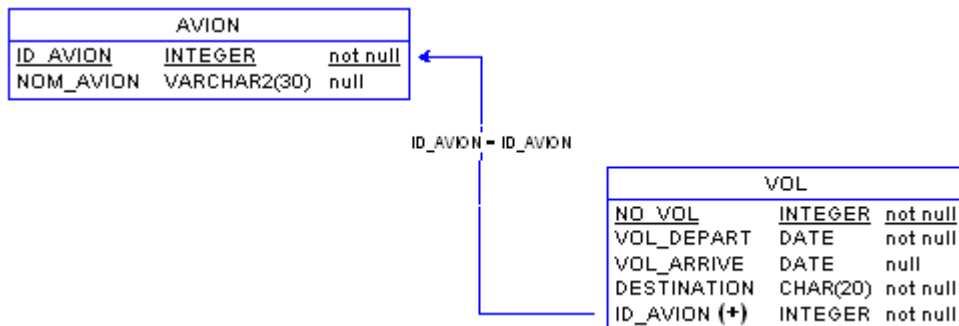 AVION
ID_AVION INTEGER not null
NOM_AVION VARCHAR2(30) null
ID_AVION = ID_AVION
VOL
NO_VOL INTEGER not null
VOL_DEPART DATE not null
VOL_ARRIVE DATE null
DESTINATION CHAR(20) not null
ID_AVION (+) INTEGER not null